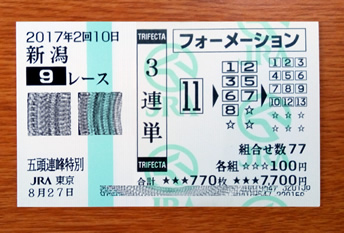 2017年2回10日
新潟
9レース
五頭連峰特別
JRA 東京
8月27日
TRIFECTA
3連単
TRIFECTA
フォーメーション
11
1 2
3 5
6 7
8 ☆
☆ ☆
1 2 3
4 5 6
7 8 9
10 12 13
☆ ☆ ☆
☆ ☆ ☆
組合せ数77
各組 ☆☆☆100円
合計 ★★★770枚 ★★★7,700円
JRA